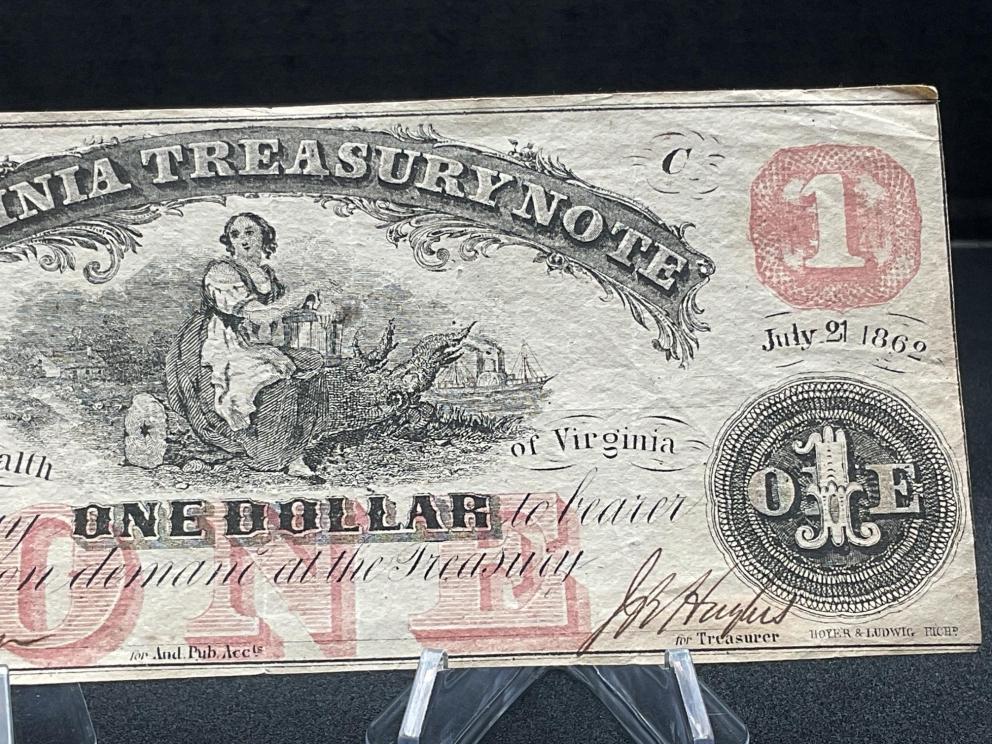 INIA TREASURY NOTE
C
1
July 21 1862
alth
of Virginia
ONE DOLLAR to bearer
on demand at the Treasury
ONE
O1E
for Aud. Pub. Accts
for Treasurer
HOYER & LUDWIG RICHD